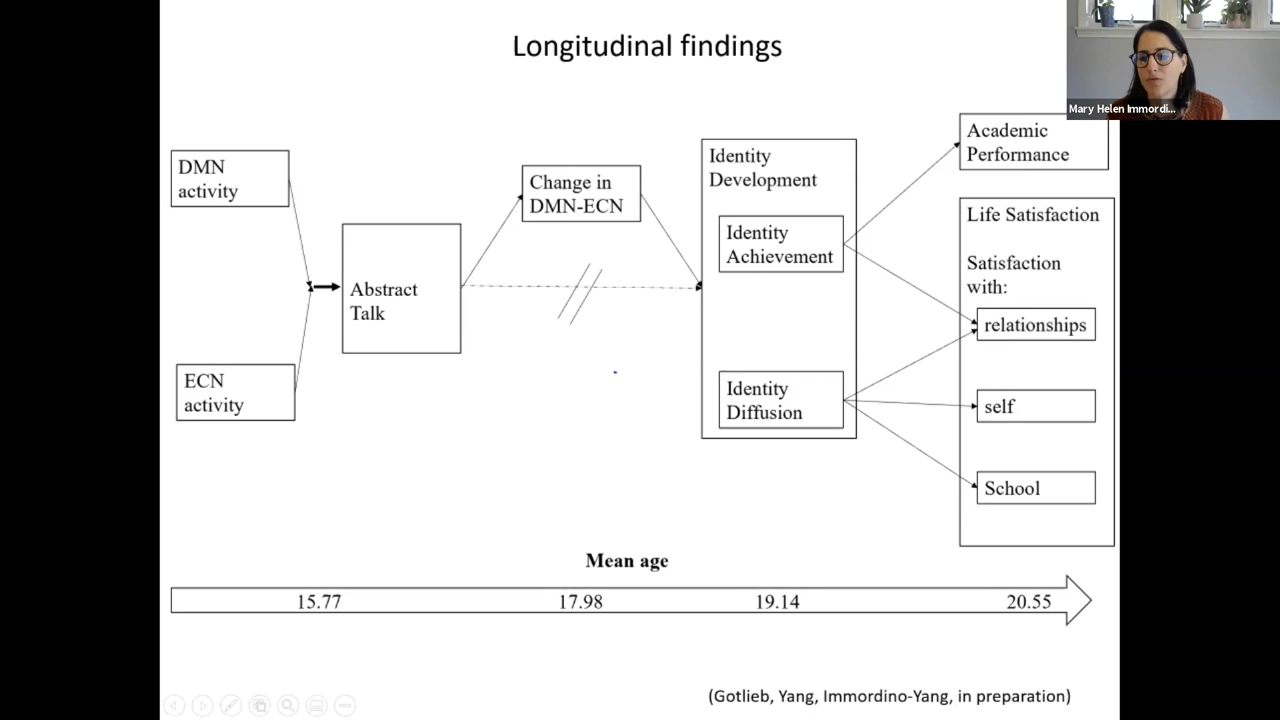 Longitudinal findings
Mary Helen Immordi...
DMN
activity
ECN
activity
Abstract
Talk
Change in
DMN-ECN
Identity
Development
Identity
Achievement
Identity
Diffusion
Academic
Performance
Life Satisfaction
Satisfaction
with:
relationships
self
School
Mean age
15.77 17.98 19.14 20.55
(Gotlieb, Yang, Immordino-Yang, in preparation)